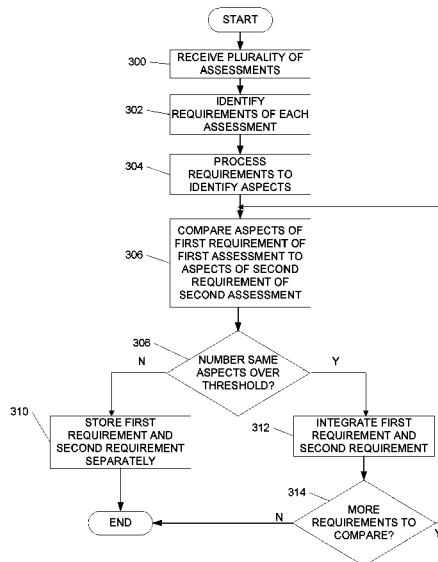 START
300
RECEIVE PLURALITY OF
ASSESSMENTS
302
IDENTIFY
REQUIREMENTS OF EACH
ASSESSMENT
304
PROCESS
REQUIREMENTS TO
IDENTIFY ASPECTS
306
COMPARE ASPECTS OF
FIRST REQUIREMENT OF
FIRST ASSESSMENT TO
ASPECTS OF SECOND
REQUIREMENT OF
SECOND ASSESSMENT
308
N
NUMBER SAME
ASPECTS OVER
THRESHOLD?
Y
310
STORE FIRST
REQUIREMENT AND
SECOND REQUIREMENT
SEPARATELY
312
INTEGRATE FIRST
REQUIREMENT AND
SECOND REQUIREMENT
314
END
N
MORE
REQUIREMENTS TO
COMPARE?
Y